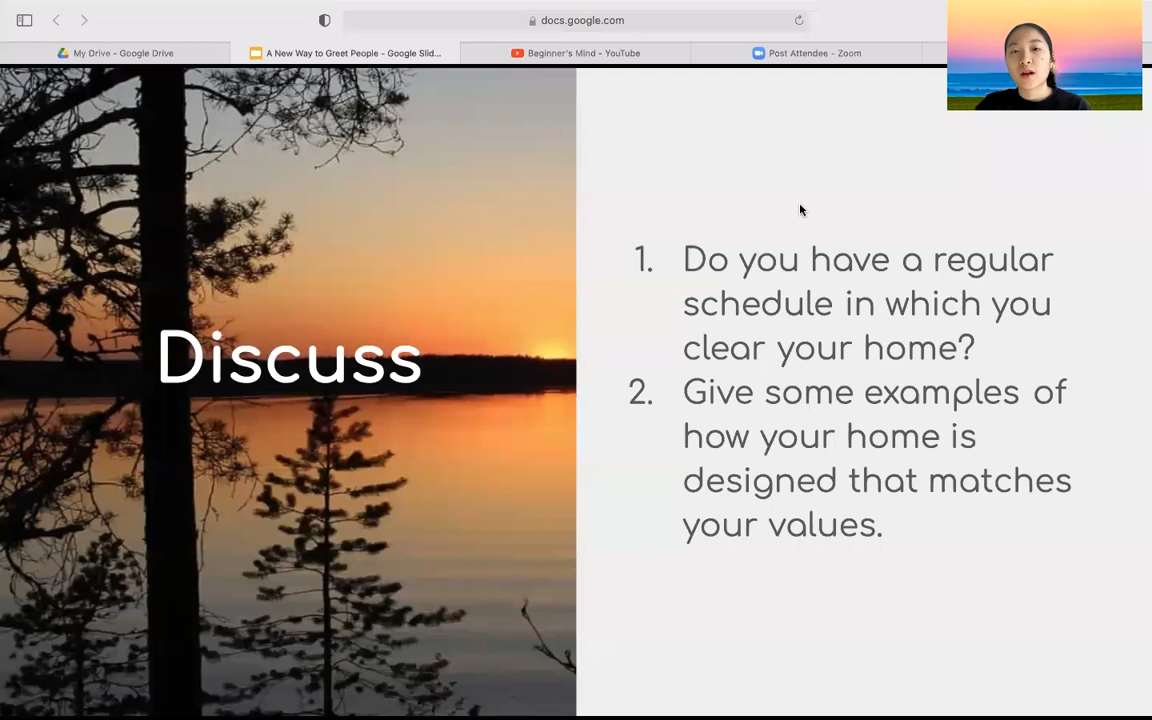 docs.google.com
My Drive - Google Drive
A New Way to Greet People - Google Slid...
Beginner's Mind - YouTube
Post Attendee - Zoom
Discuss
1. Do you have a regular
schedule in which you
clear your home?
2. Give some examples of
how your home is
designed that matches
your values.